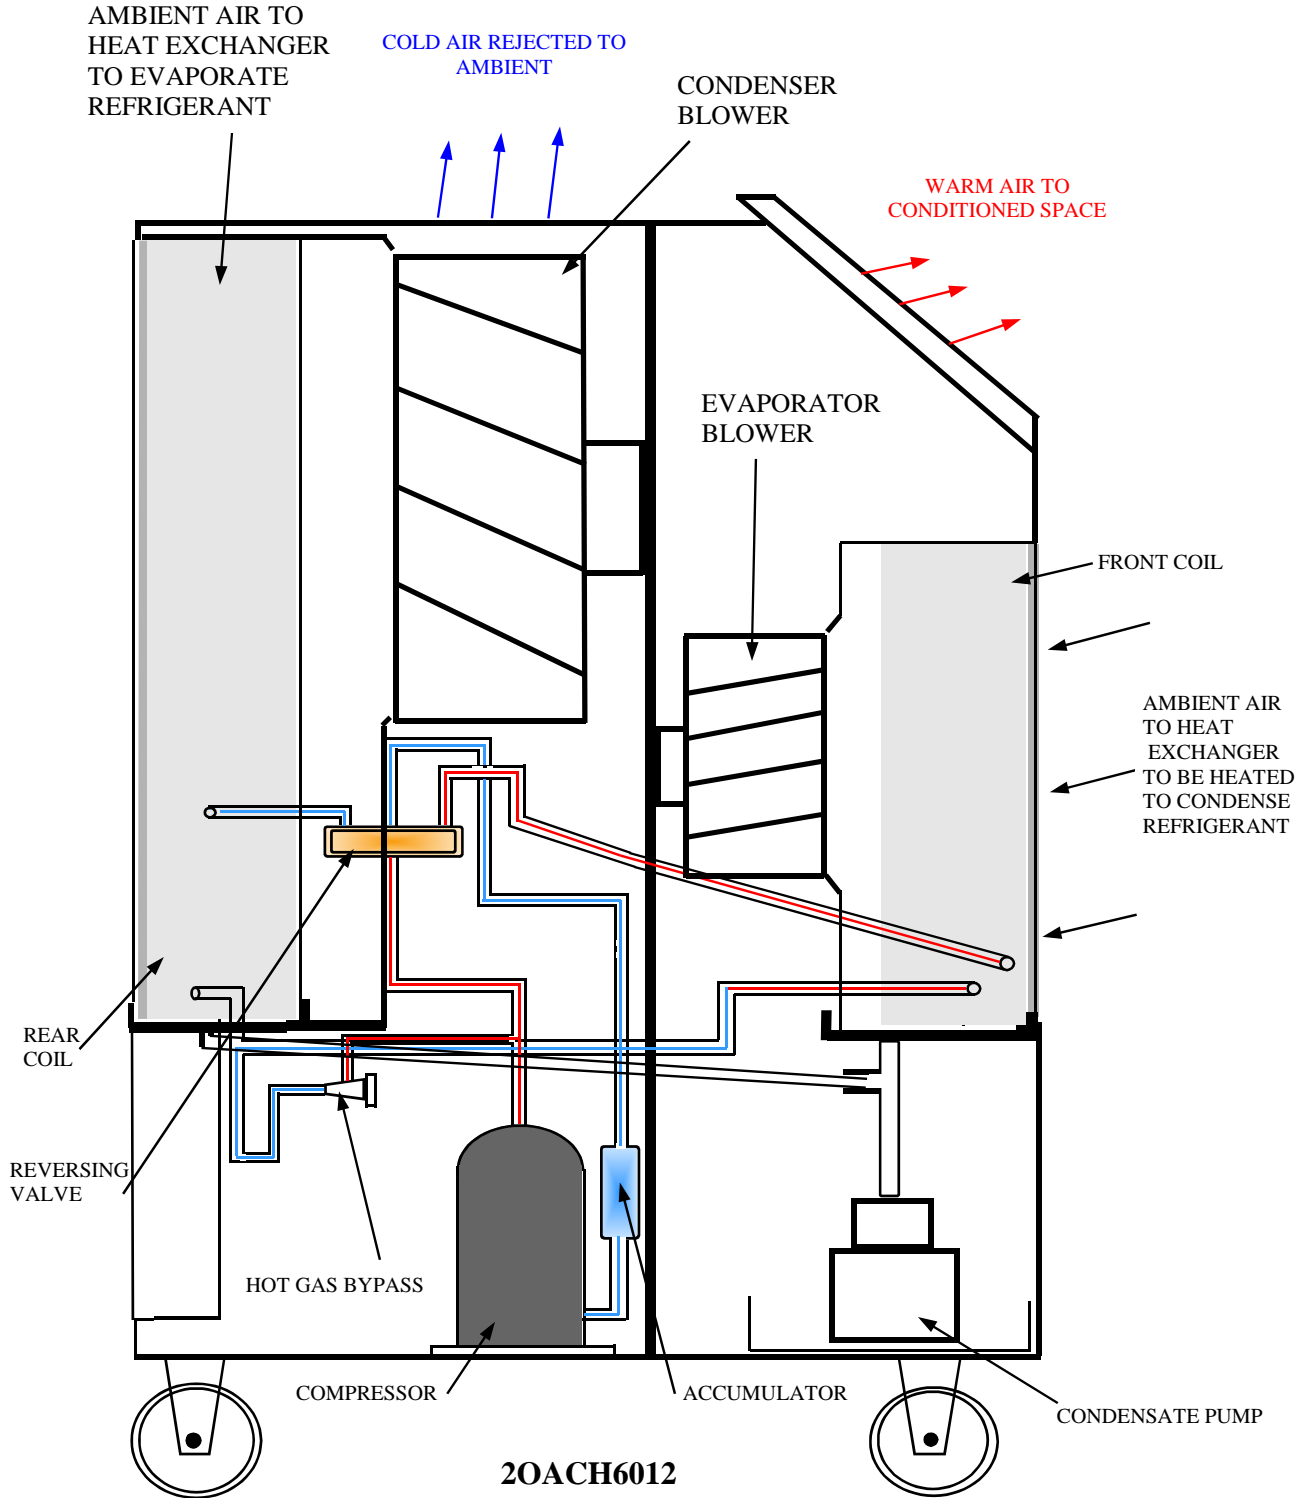 AMBIENT AIR TO
HEAT EXCHANGER
TO EVAPORATE
REFRIGERANT
COLD AIR REJECTED TO
AMBIENT
CONDENSER
BLOWER
WARM AIR TO
CONDITIONED SPACE
EVAPORATOR
BLOWER
FRONT COIL
AMBIENT AIR
TO HEAT
EXCHANGER
TO BE HEATED
TO CONDENSE
REFRIGERANT
REAR
COIL
REVERSING
VALVE
HOT GAS BYPASS
COMPRESSOR
ACCUMULATOR
CONDENSATE PUMP
2OACH6012